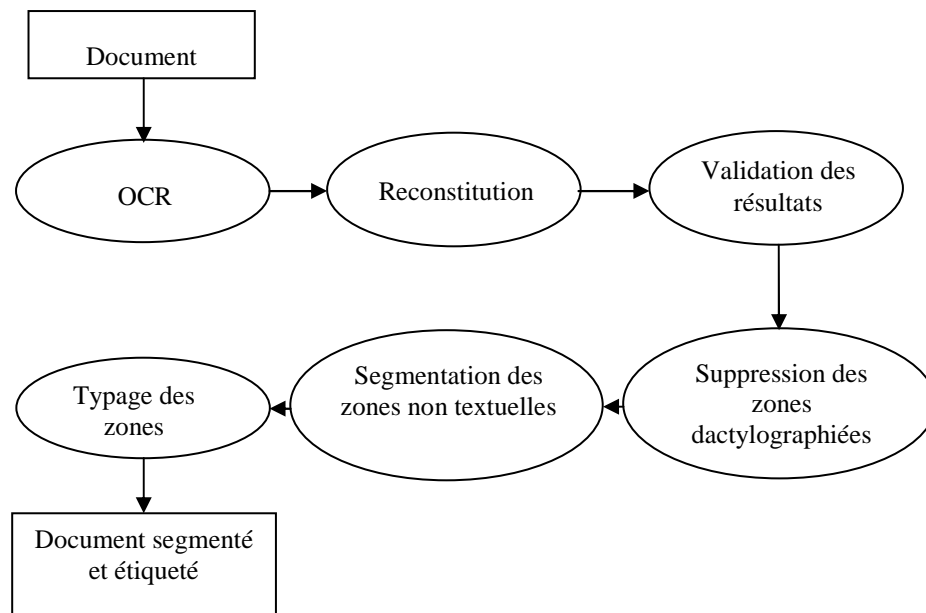 Document
OCR
Reconstitution
Validation des
résultats
Suppression des
zones
dactylographiées
Segmentation des
zones non textuelles
Typage des
zones
Document segmenté
et étiqueté